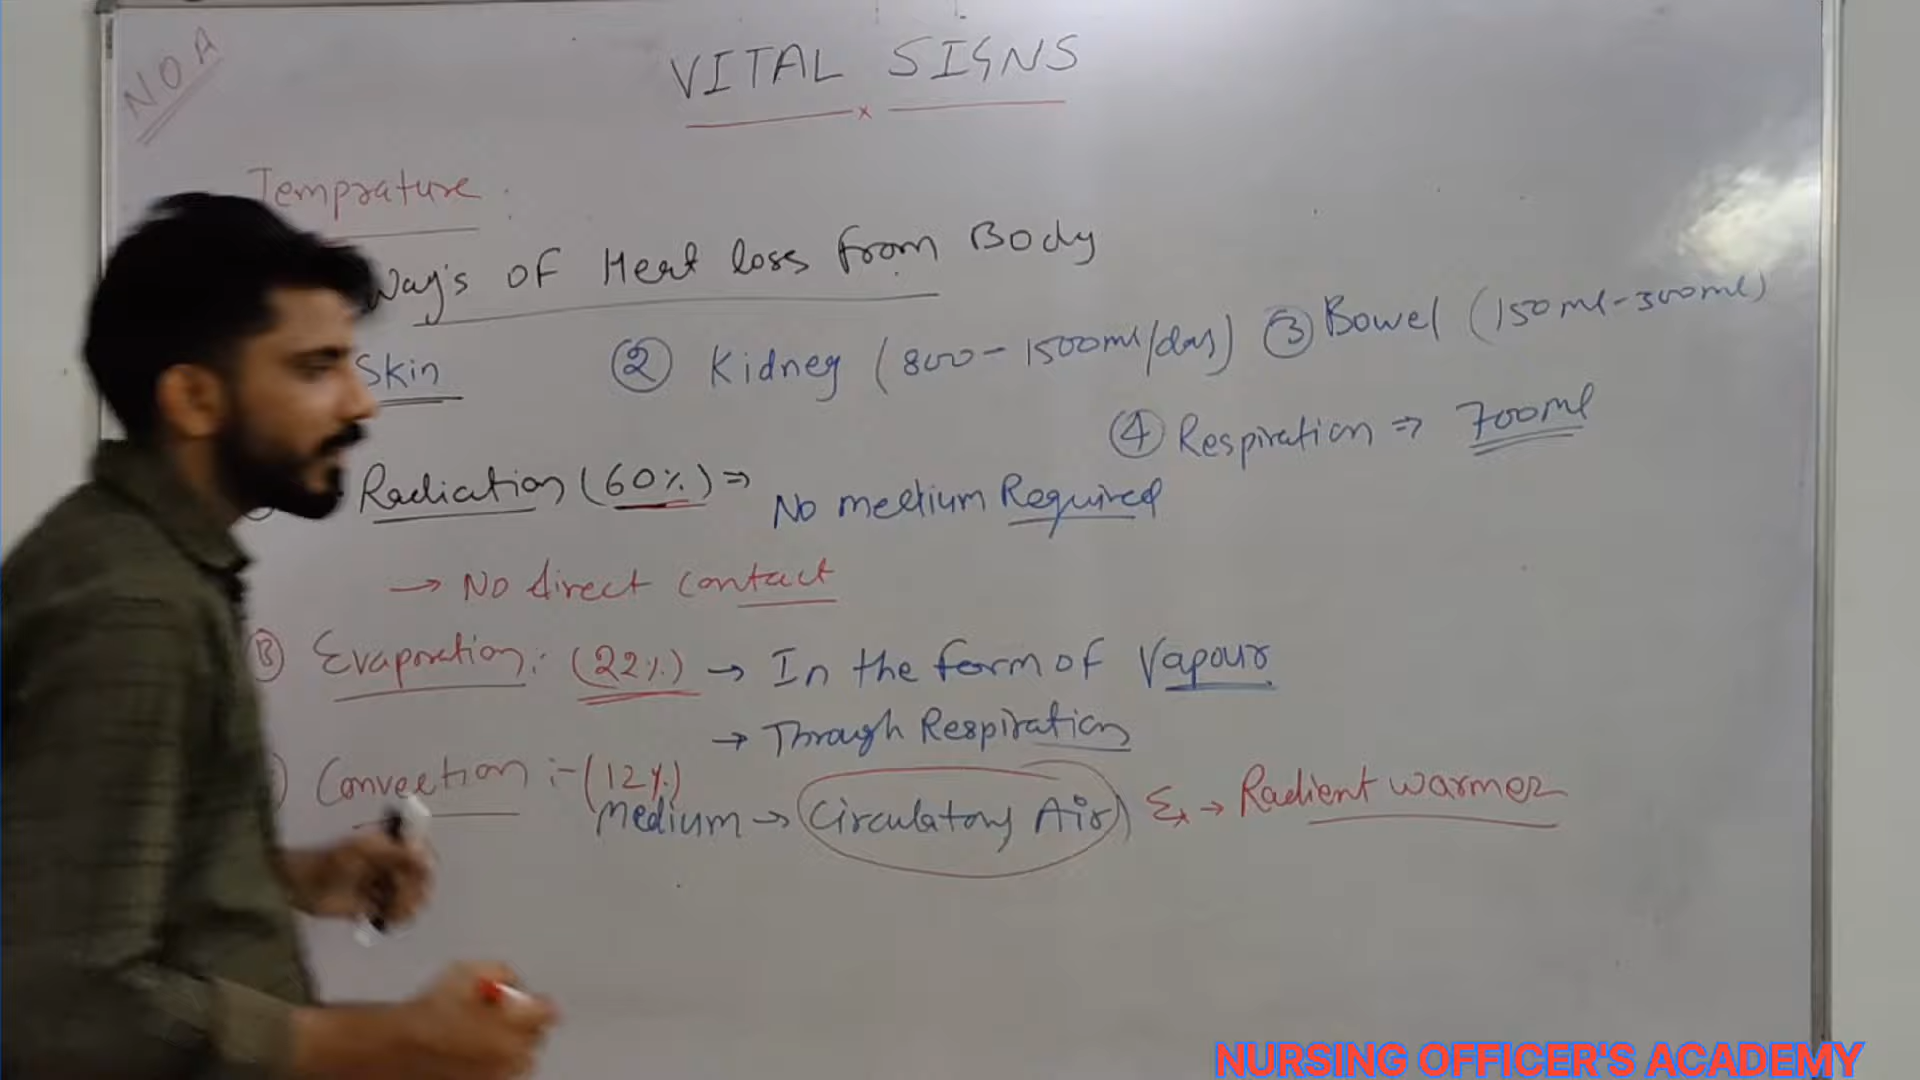 NOA
VITAL SIGNS
x
Temprature :
Way's OF Heat loss from Body
Skin ② Kidney (800 - 1500ml/day) ③ Bowel (150ml-300ml)
④ Respiration ⇒ 700ml
Radiation (60%) ⇒ No medium Required
→ No direct contact
Ⓑ Evaporation :- (22%) → In the form of Vapour
→ Through Respiration
Convection :- (12%)
Medium → Circulatory Air) Ex → Radient warmer
NURSING OFFICER'S ACADEMY